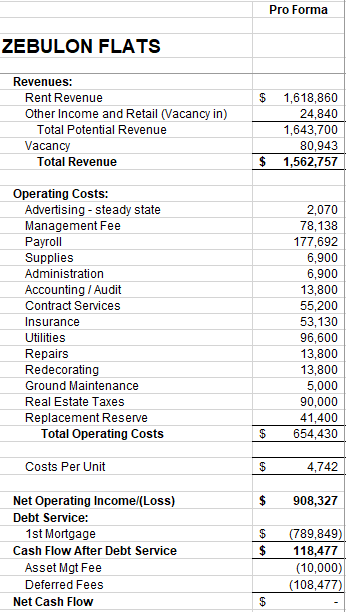 Pro Forma
ZEBULON FLATS
Revenues:
Rent Revenue $ 1,618,860
Other Income and Retail (Vacancy in) 24,840
Total Potential Revenue 1,643,700
Vacancy 80,943
Total Revenue $ 1,562,757
Operating Costs:
Advertising - steady state 2,070
Management Fee 78,138
Payroll 177,692
Supplies 6,900
Administration 6,900
Accounting / Audit 13,800
Contract Services 55,200
Insurance 53,130
Utilities 96,600
Repairs 13,800
Redecorating 13,800
Ground Maintenance 5,000
Real Estate Taxes 90,000
Replacement Reserve 41,400
Total Operating Costs $ 654,430
Costs Per Unit $ 4,742
Net Operating Income/(Loss) $ 908,327
Debt Service:
1st Mortgage $ (789,849)
Cash Flow After Debt Service $ 118,477
Asset Mgt Fee (10,000)
Deferred Fees (108,477)
Net Cash Flow $ -